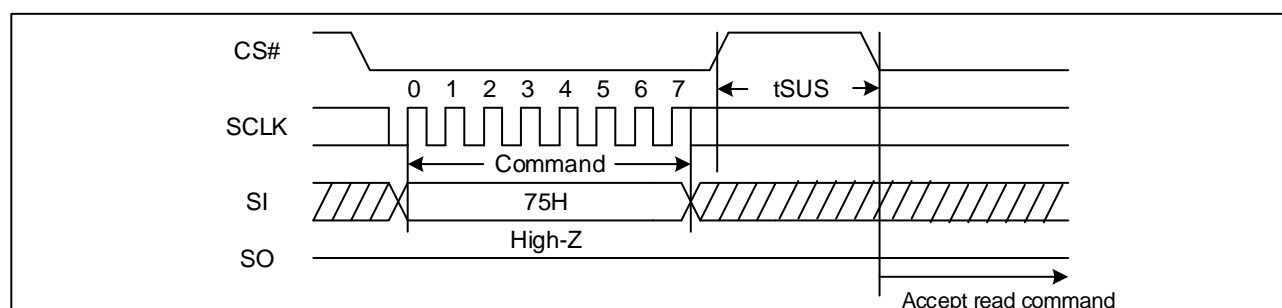 CS#
0 1 2 3 4 5 6 7
tSUS
SCLK
Command
SI
75H
High-Z
SO
Accept read command